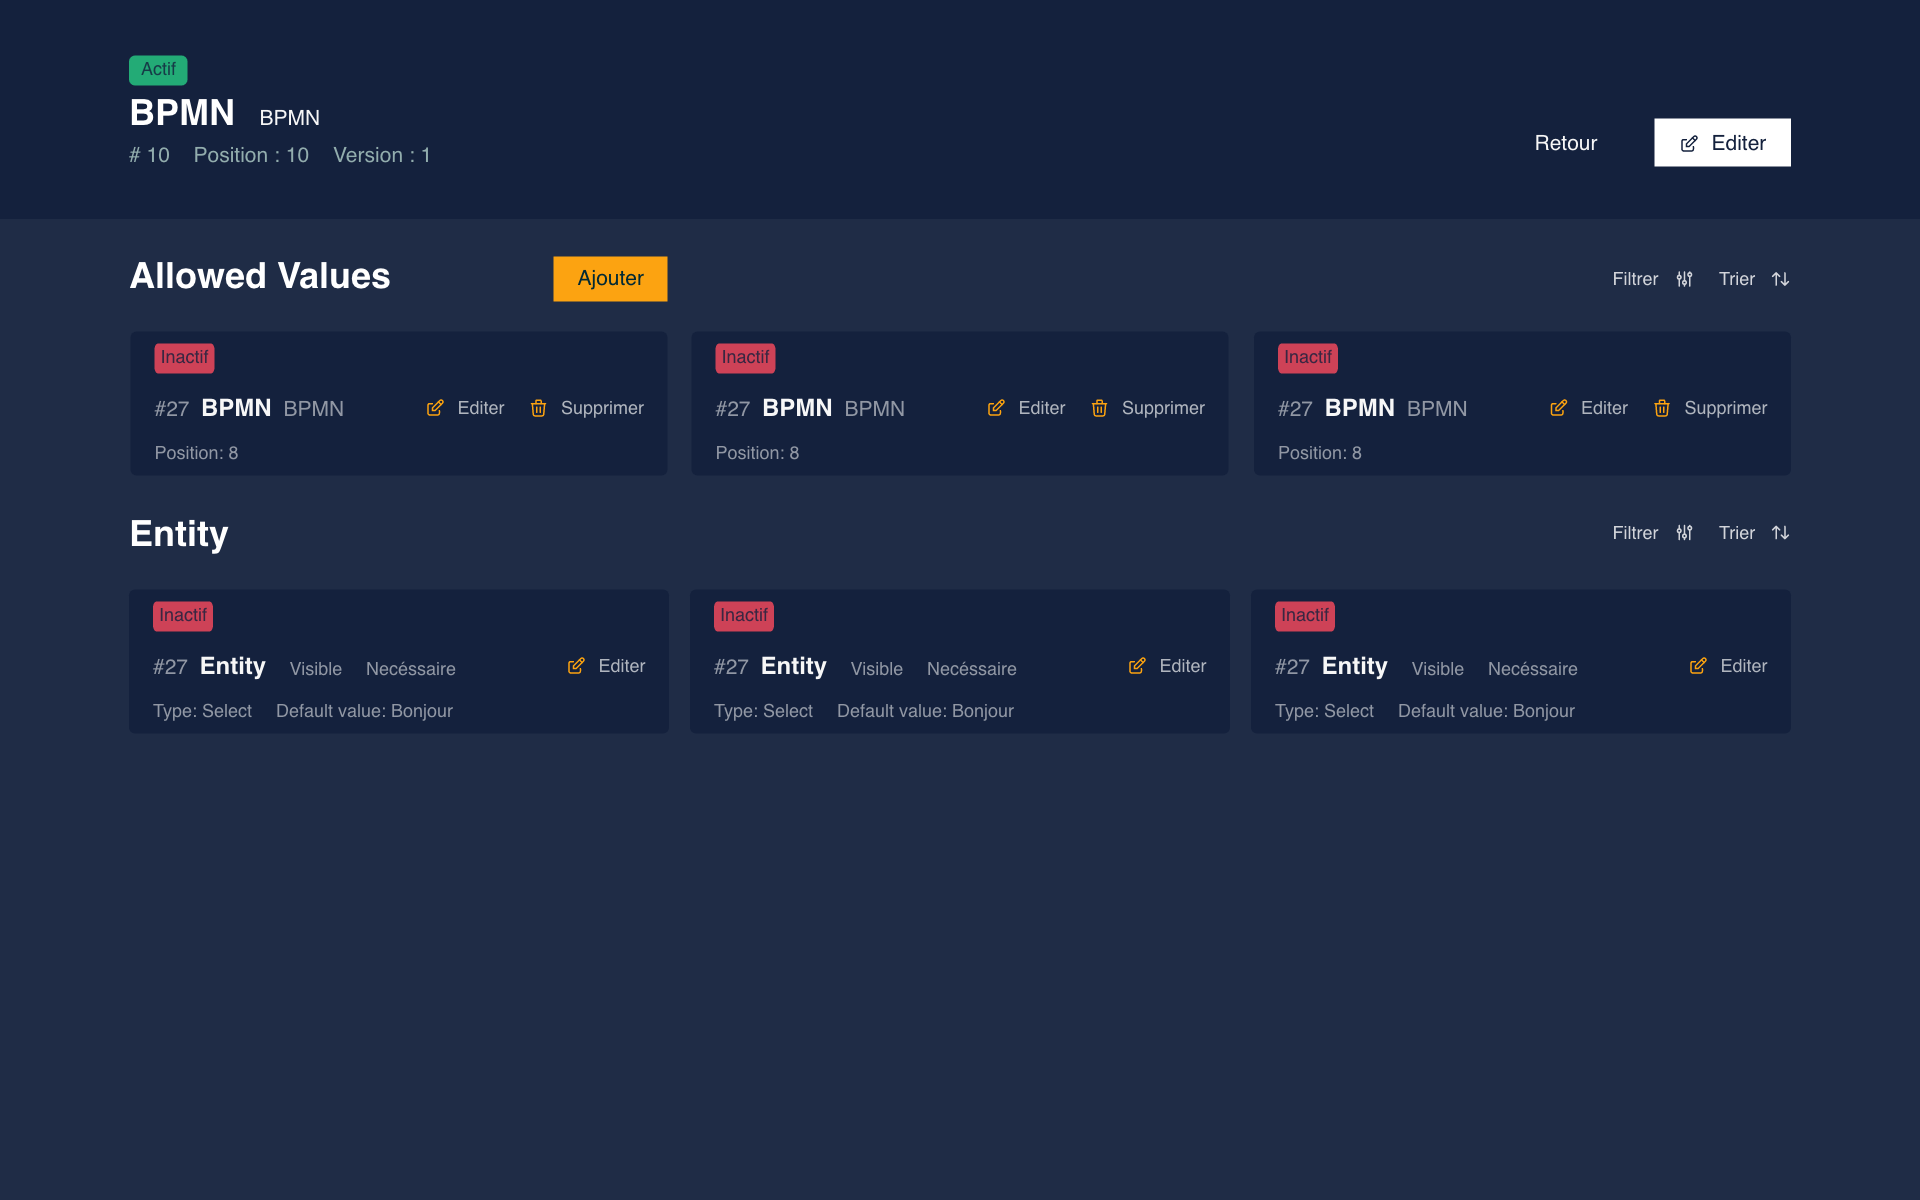 Actif
BPMN BPMN
# 10 Position : 10 Version : 1
Retour Editer
Allowed Values Ajouter Filtrer Trier
Inactif Inactif Inactif
#27 BPMN BPMN Editer Supprimer #27 BPMN BPMN Editer Supprimer #27 BPMN BPMN Editer Supprimer
Position: 8 Position: 8 Position: 8
Entity Filtrer Trier
Inactif Inactif Inactif
#27 Entity Visible Necéssaire Editer #27 Entity Visible Necéssaire Editer #27 Entity Visible Necéssaire Editer
Type: Select Default value: Bonjour Type: Select Default value: Bonjour Type: Select Default value: Bonjour